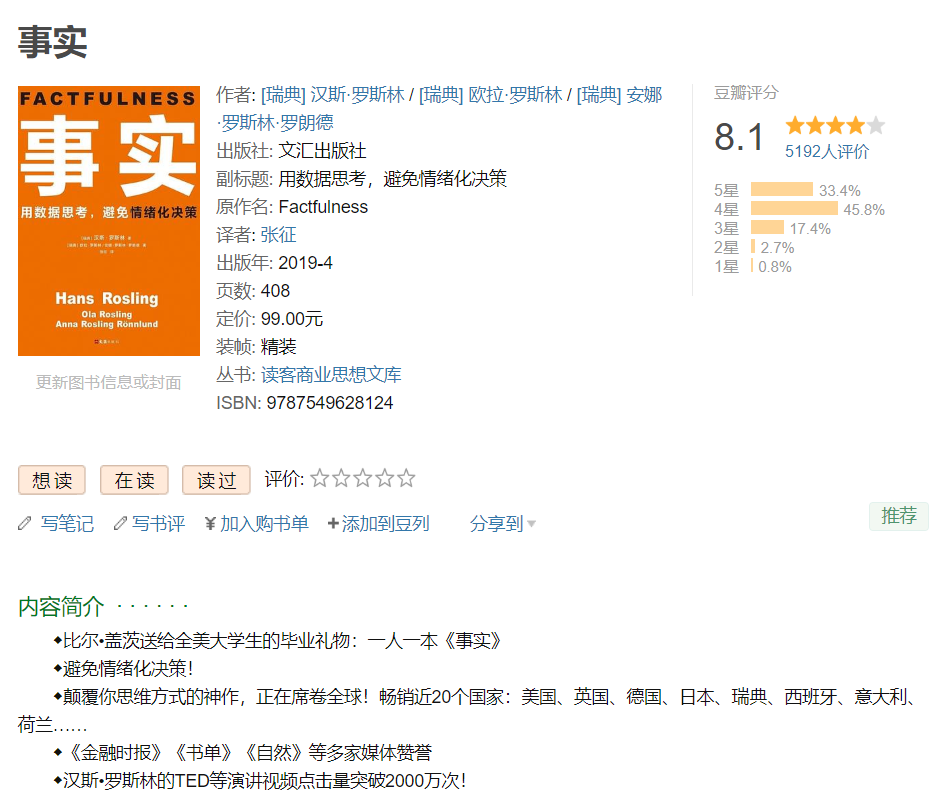 事实
FACTFULNESS
事 实
用数据思考，避免情绪化决策
Hans Rosling
Ola Rosling
Anna Rosling Rönnlund
更新图书信息或封面
作者: [瑞典] 汉斯·罗斯林 / [瑞典] 欧拉·罗斯林 / [瑞典] 安娜
·罗斯林·罗朗德
出版社: 文汇出版社
副标题: 用数据思考，避免情绪化决策
原作名: Factfulness
译者: 张征
出版年: 2019-4
页数: 408
定价: 99.00元
装帧: 精装
丛书: 读客商业思想文库
ISBN: 9787549628124
豆瓣评分
8.1
5192人评价
5星 33.4%
4星 45.8%
3星 17.4%
2星 2.7%
1星 0.8%
想读 在读 读过 评价:
写笔记 写书评 ¥加入购书单 +添加到豆列 分享到
推荐
内容简介 · · · · · ·
◆比尔•盖茨送给全美大学生的毕业礼物：一人一本《事实》
◆避免情绪化决策！
◆颠覆你思维方式的神作，正在席卷全球！畅销近20个国家：美国、英国、德国、日本、瑞典、西班牙、意大利、
荷兰……
◆《金融时报》《书单》《自然》等多家媒体赞誉
◆汉斯•罗斯林的TED等演讲视频点击量突破2000万次！